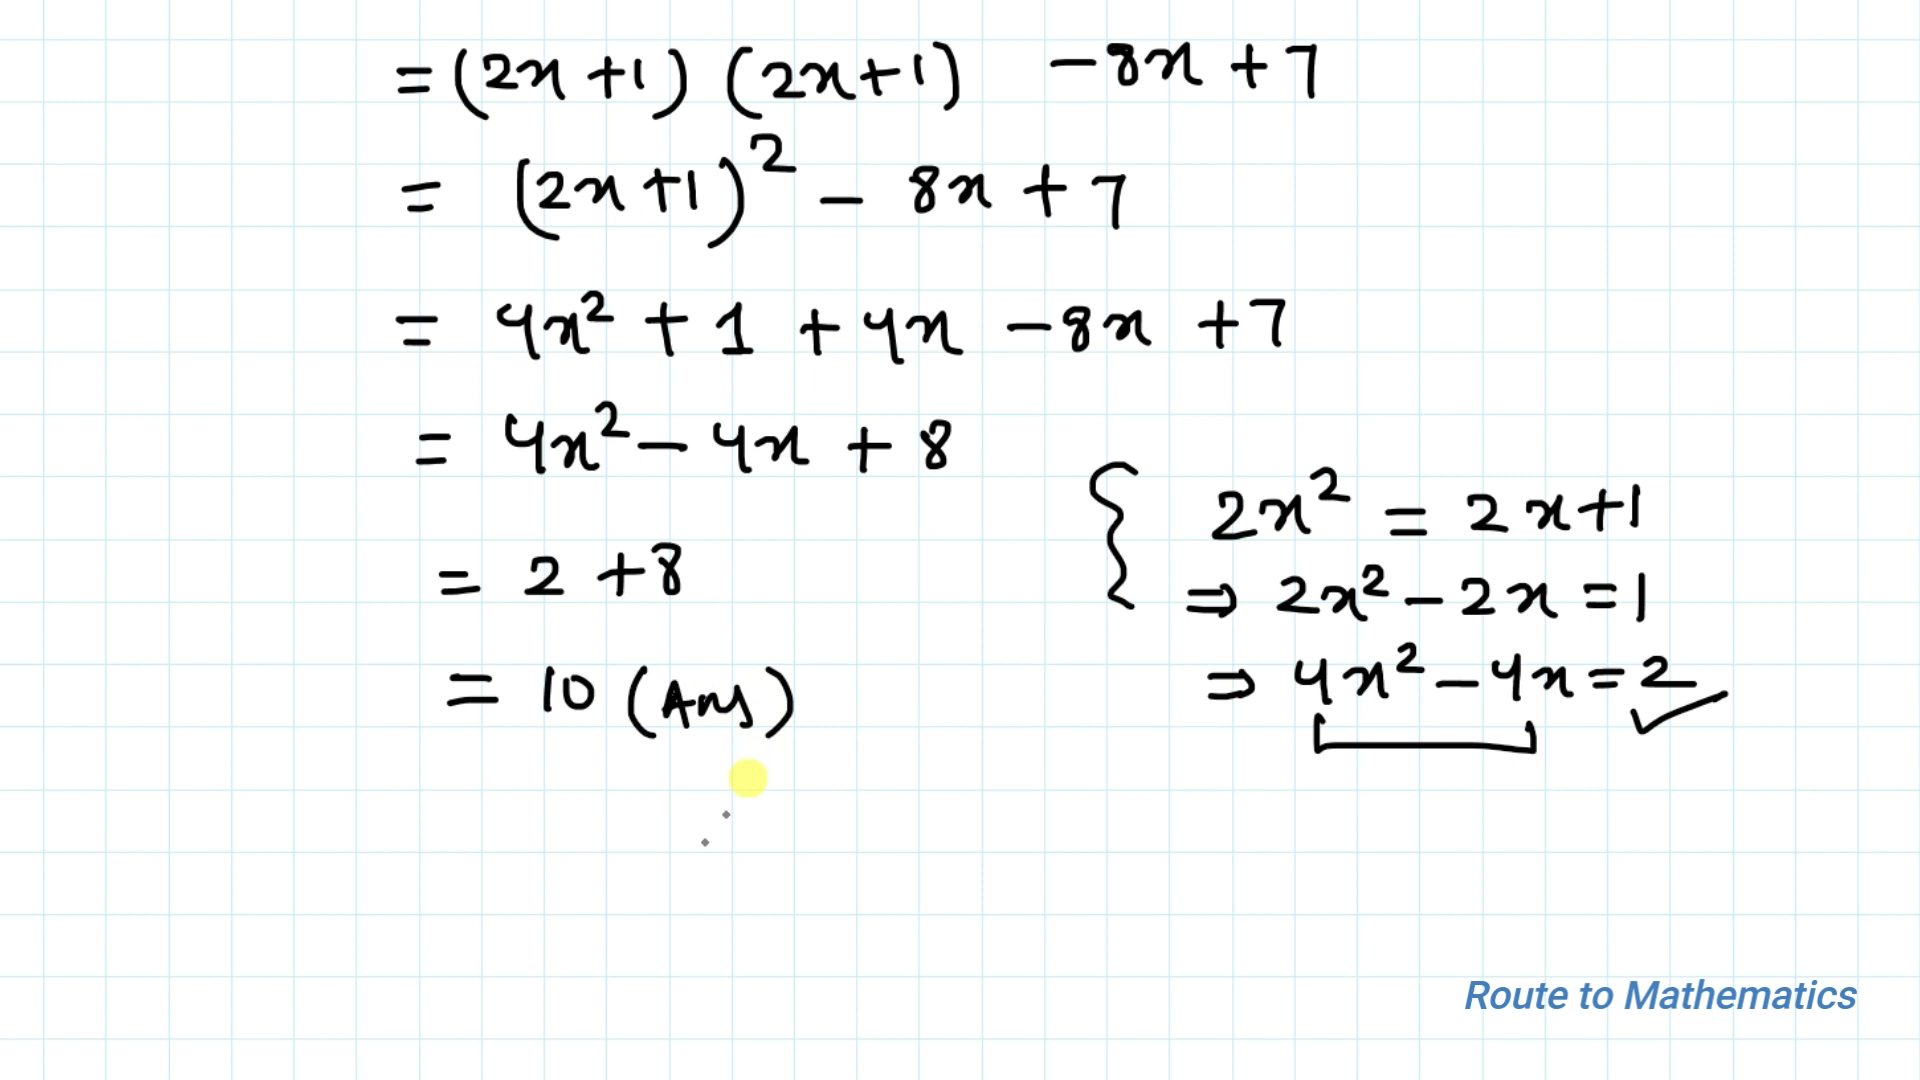 = (2x+1) (2x+1) -8x+7
= (2x+1)² - 8x+7
= 4x² + 1 + 4x - 8x + 7
= 4x² - 4x + 8
= 2+8
= 10 (Ans)
{ 2x² = 2x+1
⇒ 2x² - 2x = 1
⇒ 4x² - 4x = 2 ✓
Route to Mathematics